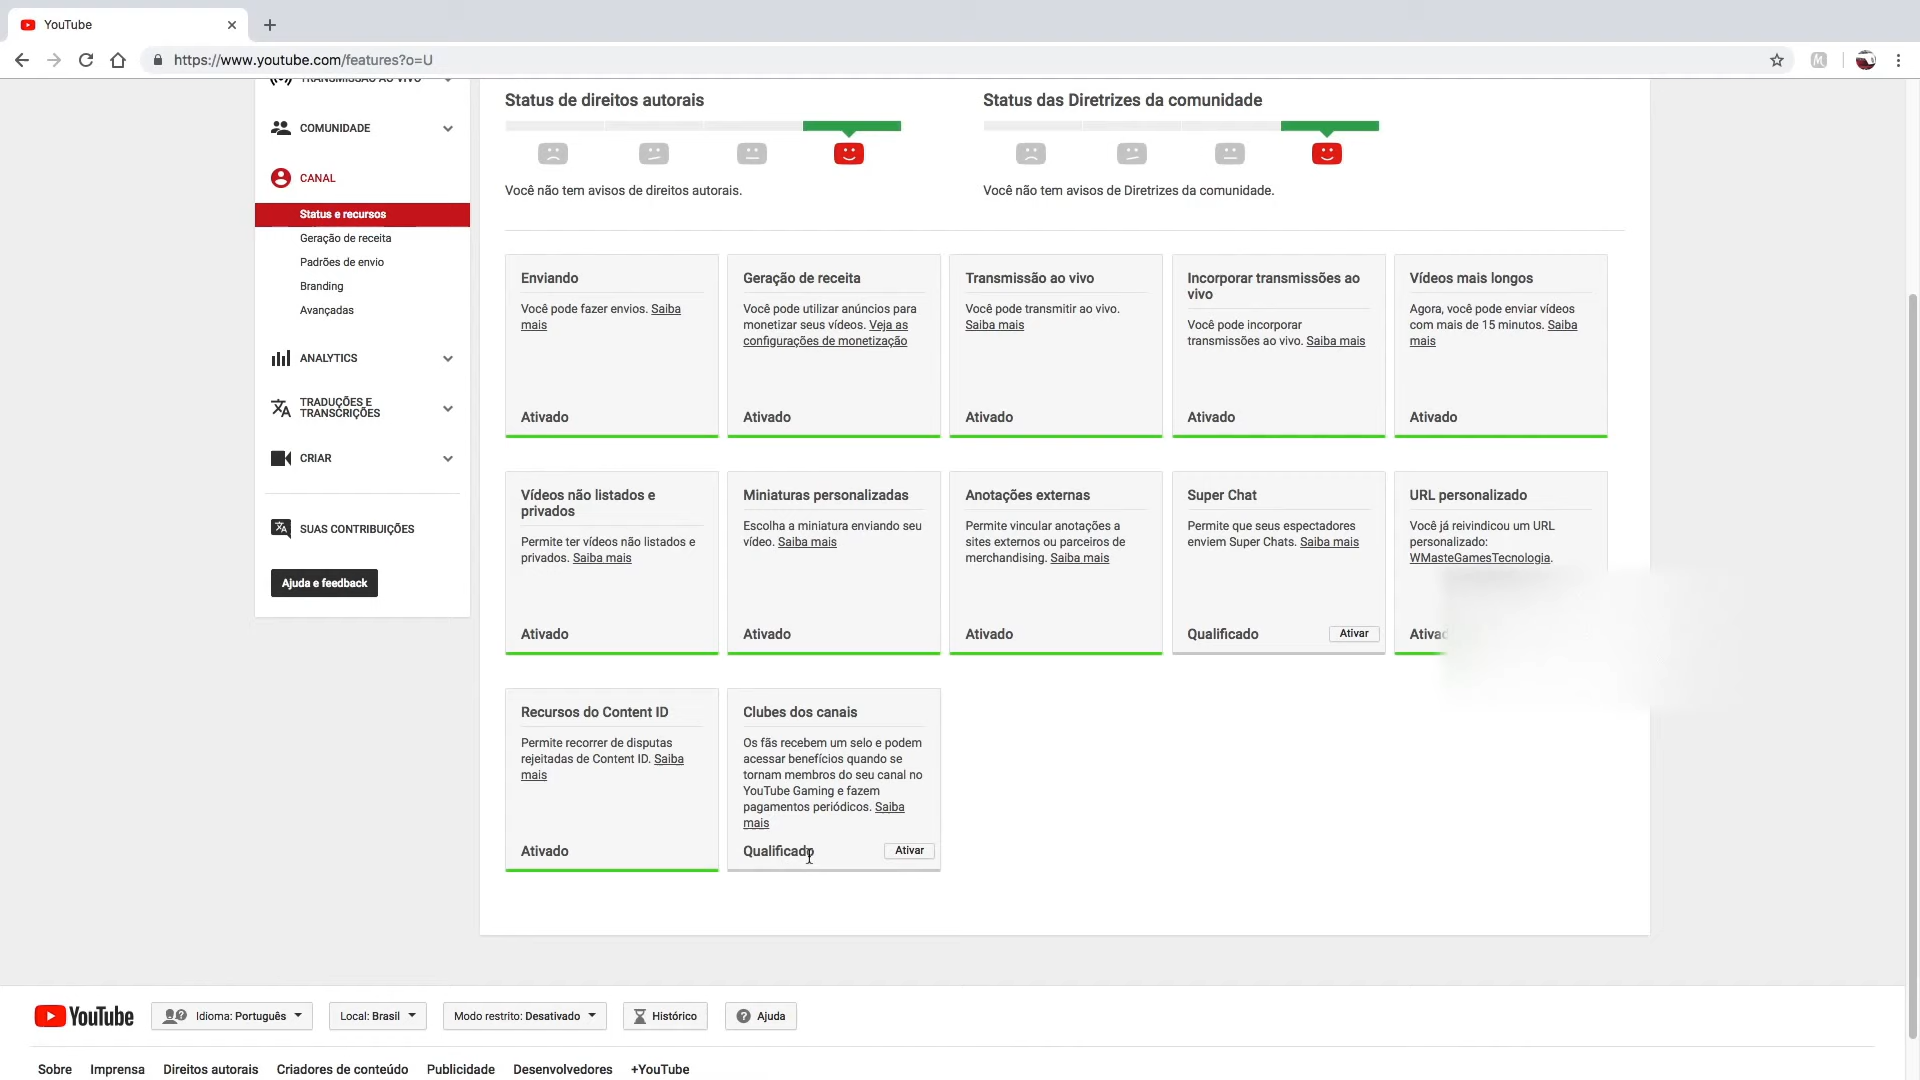 YouTube
https://www.youtube.com/features?o=U
TRANSMISSÃO AO VIVO
COMUNIDADE
CANAL
Status e recursos
Geração de receita
Padrões de envio
Branding
Avançadas
ANALYTICS
TRADUÇÕES E
TRANSCRIÇÕES
CRIAR
SUAS CONTRIBUIÇÕES
Ajuda e feedback
Status de direitos autorais
Você não tem avisos de direitos autorais.
Status das Diretrizes da comunidade
Você não tem avisos de Diretrizes da comunidade.
Enviando
Você pode fazer envios. Saiba
mais
Ativado
Geração de receita
Você pode utilizar anúncios para
monetizar seus vídeos. Veja as
configurações de monetização
Ativado
Transmissão ao vivo
Você pode transmitir ao vivo.
Saiba mais
Ativado
Incorporar transmissões ao
vivo
Você pode incorporar
transmissões ao vivo. Saiba mais
Ativado
Vídeos mais longos
Agora, você pode enviar vídeos
com mais de 15 minutos. Saiba
mais
Ativado
Vídeos não listados e
privados
Permite ter vídeos não listados e
privados. Saiba mais
Ativado
Miniaturas personalizadas
Escolha a miniatura enviando seu
vídeo. Saiba mais
Ativado
Anotações externas
Permite vincular anotações a
sites externos ou parceiros de
merchandising. Saiba mais
Ativado
Super Chat
Permite que seus espectadores
enviem Super Chats. Saiba mais
Qualificado Ativar
URL personalizado
Você já reivindicou um URL
personalizado:
WMasteGamesTecnologia.
Recursos do Content ID
Permite recorrer de disputas
rejeitadas de Content ID. Saiba
mais
Ativado
Clubes dos canais
Os fãs recebem um selo e podem
acessar benefícios quando se
tornam membros do seu canal no
YouTube Gaming e fazem
pagamentos periódicos. Saiba
mais
Qualificado Ativar
YouTube Idioma: Português Local: Brasil Modo restrito: Desativado Histórico Ajuda
Sobre Imprensa Direitos autorais Criadores de conteúdo Publicidade Desenvolvedores +YouTube